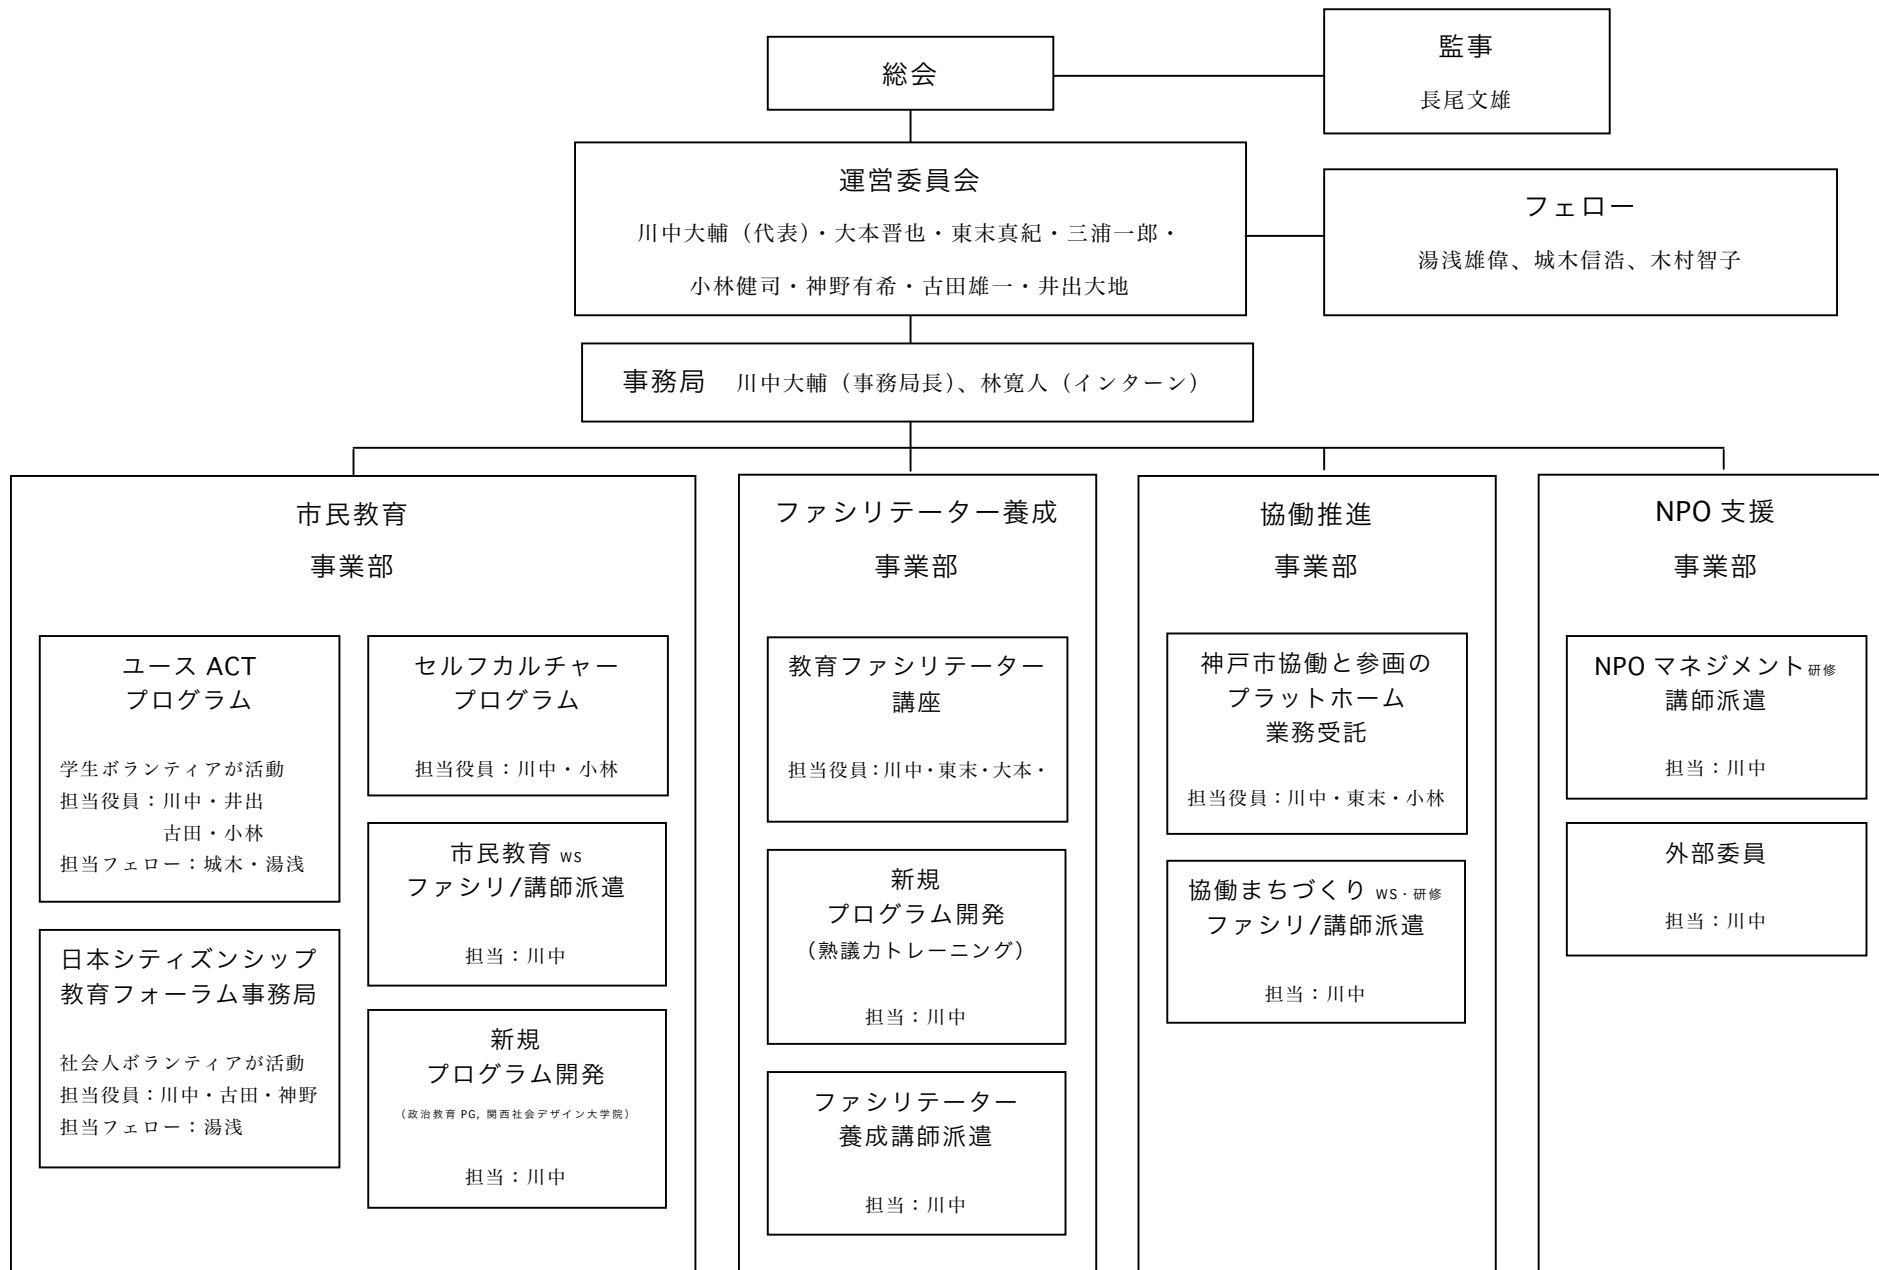 総会
監事
長尾文雄
運営委員会
川中大輔（代表）・大本晋也・東末真紀・三浦一郎・
小林健司・神野有希・古田雄一・井出大地
フェロー
湯浅雄偉、城木信浩、木村智子
事務局　川中大輔（事務局長）、林寛人（インターン）
市民教育
事業部
ユース ACT
プログラム
学生ボランティアが活動
担当役員：川中・井出
古田・小林
担当フェロー：城木・湯浅
日本シティズンシップ
教育フォーラム事務局
社会人ボランティアが活動
担当役員：川中・古田・神野
担当フェロー：湯浅
セルフカルチャー
プログラム
担当役員：川中・小林
市民教育 WS
ファシリ/講師派遣
担当：川中
新規
プログラム開発
（政治教育 PG, 関西社会デザイン大学院）
担当：川中
ファシリテーター養成
事業部
教育ファシリテーター
講座
担当役員：川中・東末・大本・
新規
プログラム開発
（熟議力トレーニング）
担当：川中
ファシリテーター
養成講師派遣
担当：川中
協働推進
事業部
神戸市協働と参画の
プラットホーム
業務受託
担当役員：川中・東末・小林
協働まちづくり WS・研修
ファシリ/講師派遣
担当：川中
NPO 支援
事業部
NPO マネジメント研修
講師派遣
担当：川中
外部委員
担当：川中